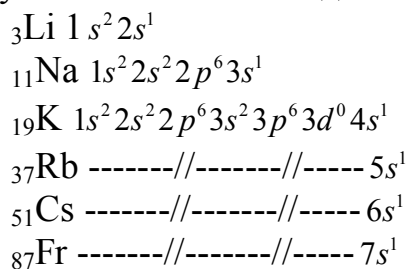 ₃Li 1s²2s¹
₁₁Na 1s²2s²2p⁶3s¹
₁₉K 1s²2s²2p⁶3s²3p⁶3d⁰4s¹
₃₇Rb -------//-------//----- 5s¹
₅₁Cs -------//-------//----- 6s¹
₈₇Fr -------//-------//----- 7s¹